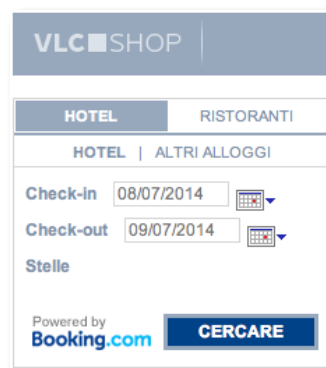 VLC■SHOP
HOTEL RISTORANTI
HOTEL | ALTRI ALLOGGI
Check-in 08/07/2014
Check-out 09/07/2014
Stelle
Powered by
Booking.com CERCARE